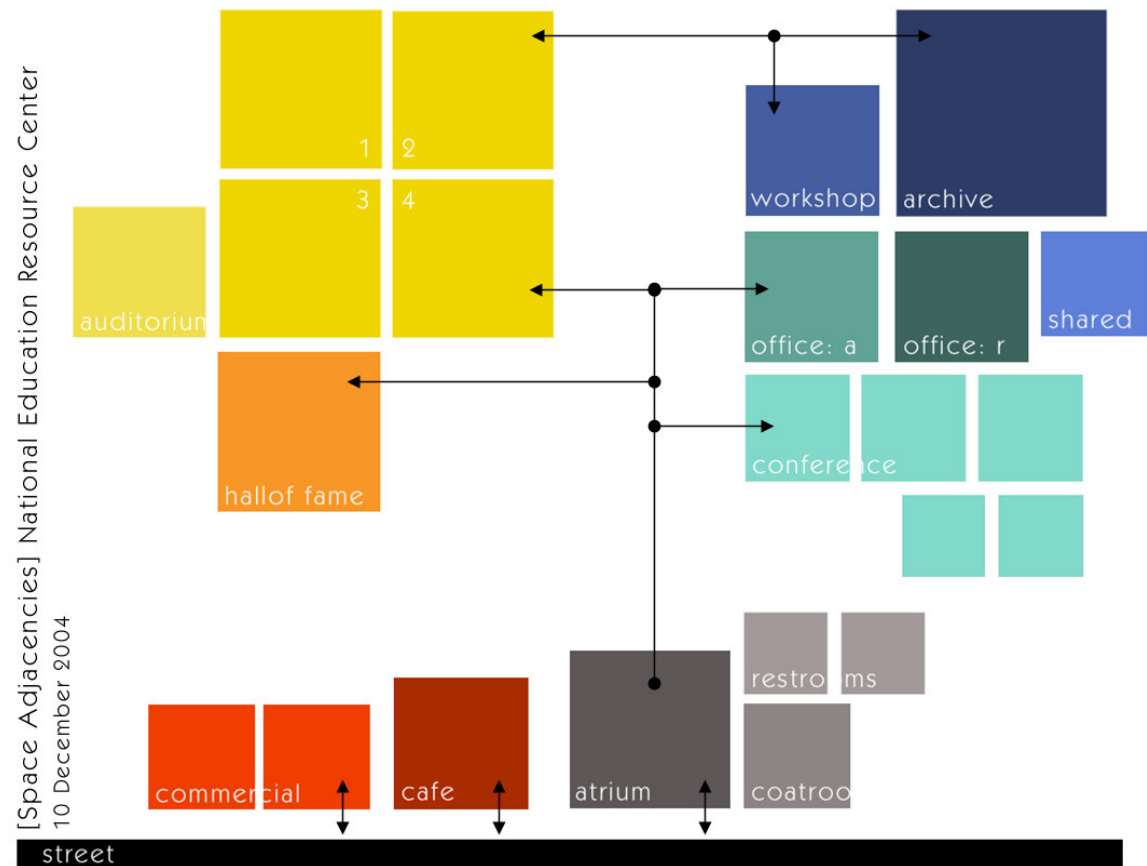 [Space Adjacencies] National Education Resource Center
10 December 2004
1 2
3 4
workshop
archive
auditorium
office: a
office: r
shared
hallof fame
conference
restrooms
commercial
cafe
atrium
coatroo
street